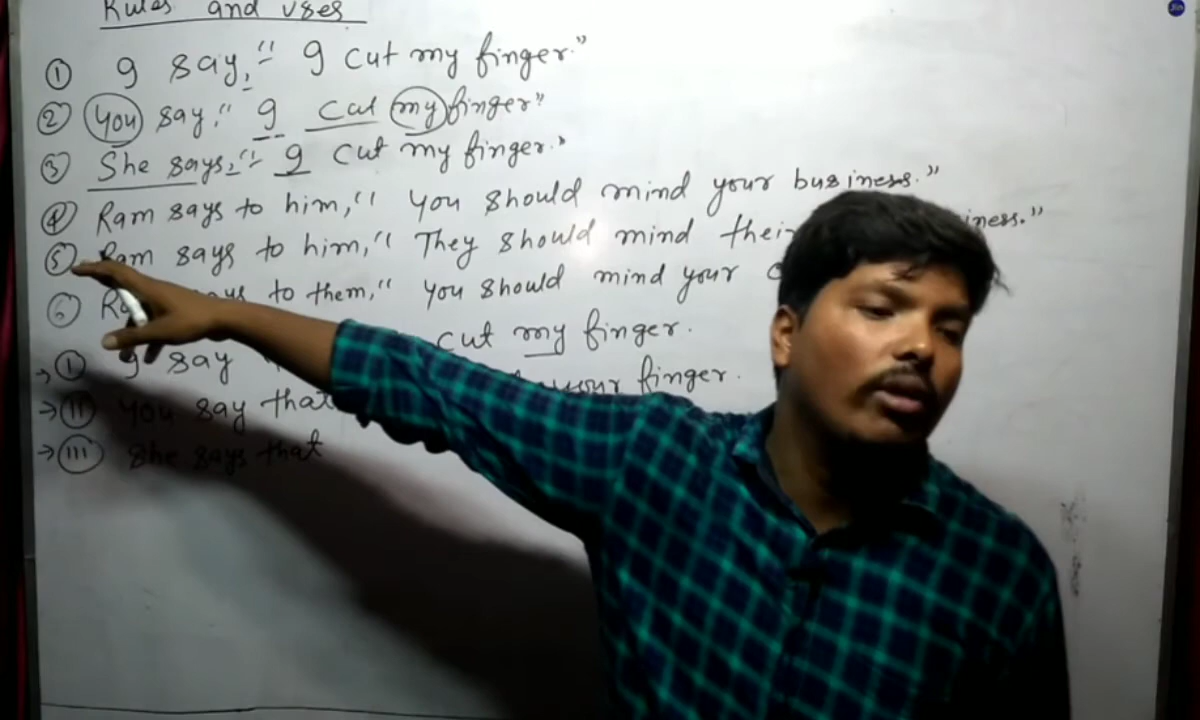 Rules and uses
① I say, "I cut my finger."
② You say, "I cut my finger"
③ She says, "I cut my finger."
④ Ram says to him, "You should mind your business."
⑤ Ram says to him, "They should mind their
⑥ to them, "You should mind your
→ ① I say cut my finger.
→ ⑪ You say that your finger.
→ ⑪I She says that